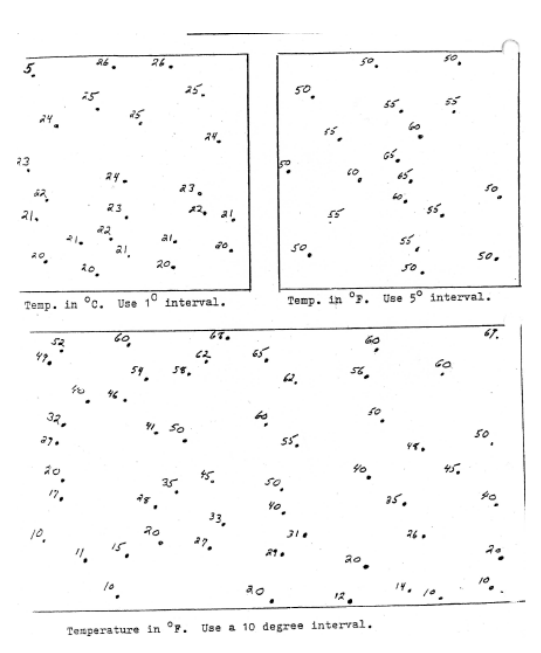 5. 26. 26.
25 25.
24. 25.
24.
23
24. 23.
22.
21. 23 22. 21.
22
21. 21. 21. 20.
20. 20. 20.
Temp. in °C. Use 1° interval.
50. 50.
50.
55. 55
55. 60
50 65.
60. 65. 50.
60.
55 55.
50. 55. 50.
50.
Temp. in °F. Use 5° interval.
52 60. 68. 60 67.
49. 62 65.
54. 58. 62. 56. 60
40. 46.
32. 60 50.
29. 41. 50. 55. 48. 50.
20 45. 40. 45.
17. 35. 50.
28. 40. 35. 40.
33.
10. 20. 31. 26.
11. 15. 27. 29. 20. 20.
10. 20. 12. 14. 10. 10.
Temperature in °F. Use a 10 degree interval.